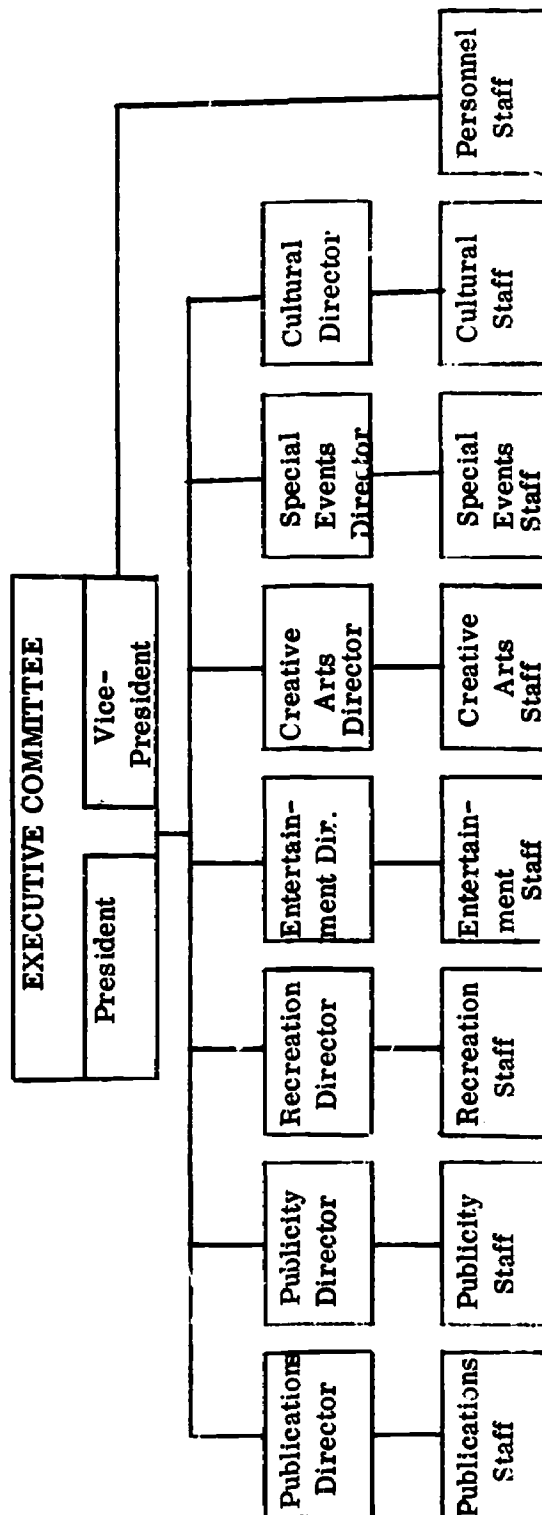 EXECUTIVE COMMITTEE
President
Vice-
President
Publications
Director
Publicity
Director
Recreation
Director
Entertain-
ment Dir.
Creative
Arts
Director
Special
Events
Director
Cultural
Director
Publications
Staff
Publicity
Staff
Recreation
Staff
Entertain-
ment
Staff
Creative
Arts
Staff
Special
Events
Staff
Cultural
Staff
Personnel
Staff